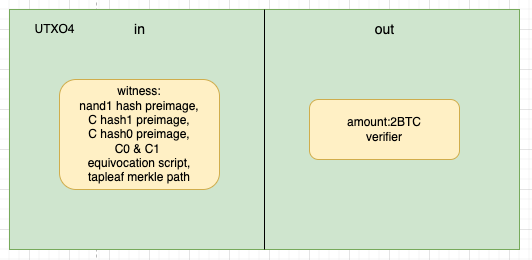 UTXO4
in
out
witness:
nand1 hash preimage,
C hash1 preimage,
C hash0 preimage,
C0 & C1
equivocation script,
tapleaf merkle path
amount:2BTC
verifier